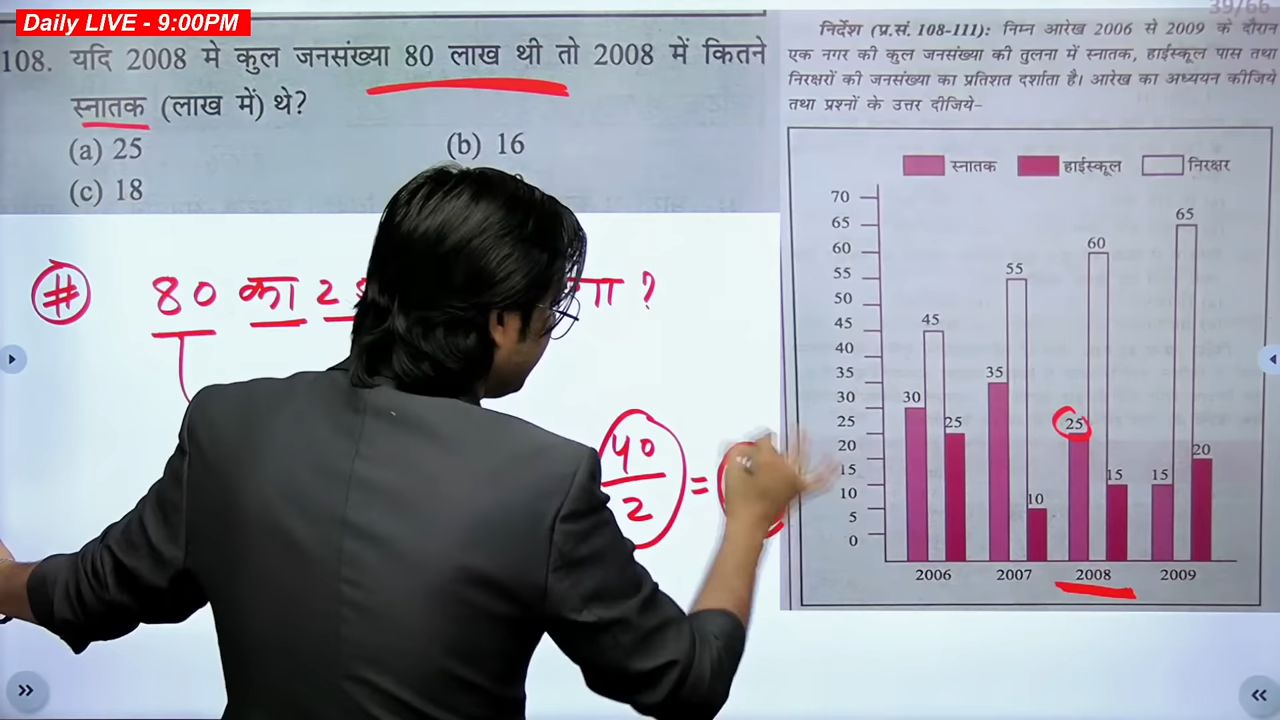 Daily LIVE - 9:00PM
39/66
108. यदि 2008 मे कुल जनसंख्या 80 लाख थी तो 2008 में कितने
स्नातक (लाख में) थे?
(a) 25
(b) 16
(c) 18
80 का
?
40
2
=
निर्देश (प्र.सं. 108-111): निम्न आरेख 2006 से 2009 के दौरान
एक नगर की कुल जनसंख्या की तुलना में स्नातक, हाईस्कूल पास तथा
निरक्षरों की जनसंख्या का प्रतिशत दर्शाता है। आरेख का अध्ययन कीजिये
तथा प्रश्नों के उत्तर दीजिये–
स्नातक हाईस्कूल निरक्षर
70
65
60
55
50
45
40
35
30
25
20
15
10
5
0
30 45 25
35 55 10
25 60 15
15 65 20
2006 2007 2008 2009